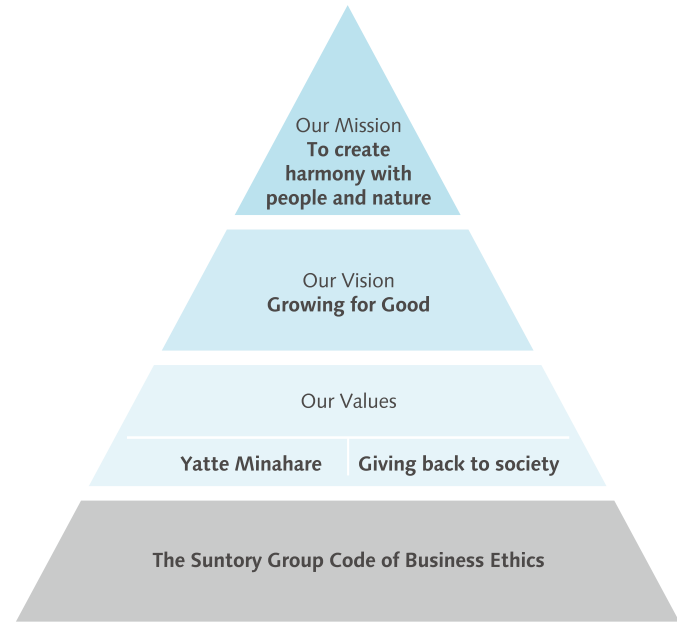 Our Mission
To create
harmony with
people and nature
Our Vision
Growing for Good
Our Values
Yatte Minahare
Giving back to society
The Suntory Group Code of Business Ethics